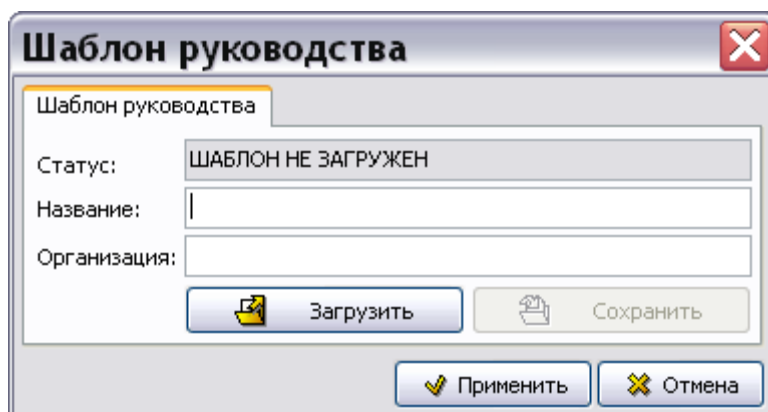 Шаблон руководства
Шаблон руководства
Статус: ШАБЛОН НЕ ЗАГРУЖЕН
Название:
Организация:
Загрузить Сохранить
Применить Отмена